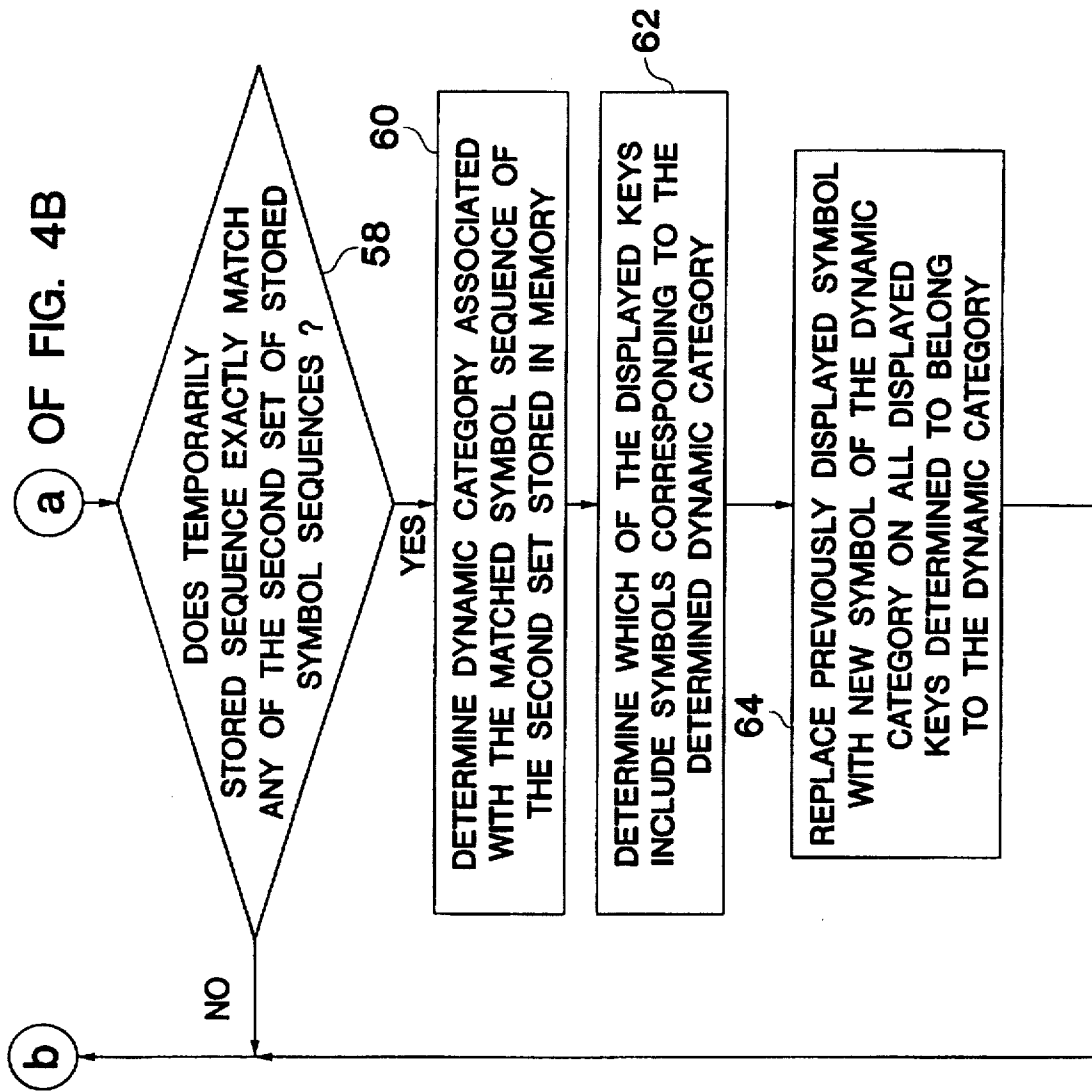 a OF FIG. 4B
b
DOES TEMPORARILY
STORED SEQUENCE EXACTLY MATCH
ANY OF THE SECOND SET OF STORED
SYMBOL SEQUENCES ?
58
NO
YES
60
DETERMINE DYNAMIC CATEGORY ASSOCIATED
WITH THE MATCHED SYMBOL SEQUENCE OF
THE SECOND SET STORED IN MEMORY
62
DETERMINE WHICH OF THE DISPLAYED KEYS
INCLUDE SYMBOLS CORRESPONDING TO THE
DETERMINED DYNAMIC CATEGORY
64
REPLACE PREVIOUSLY DISPLAYED SYMBOL
WITH NEW SYMBOL OF THE DYNAMIC
CATEGORY ON ALL DISPLAYED
KEYS DETERMINED TO BELONG
TO THE DYNAMIC CATEGORY